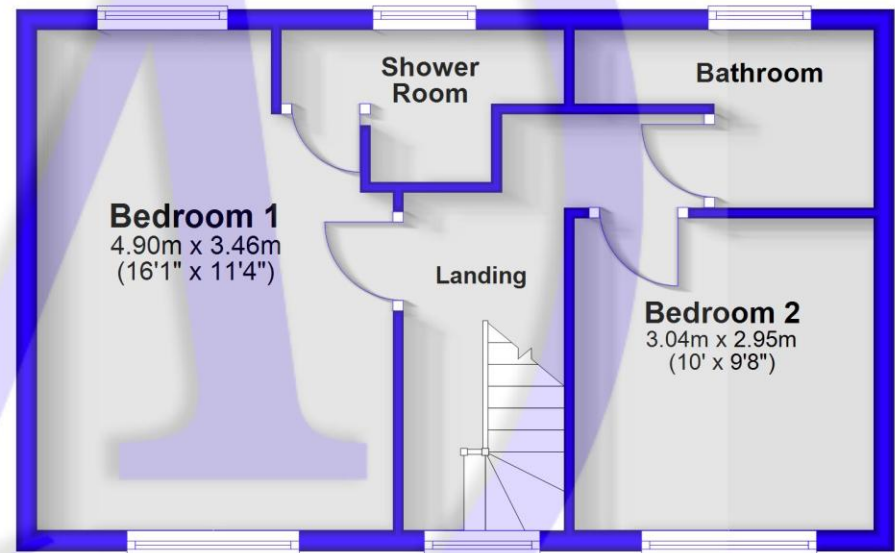 Shower
Room
Bathroom
Bedroom 1
4.90m x 3.46m
(16'1" x 11'4")
Landing
Bedroom 2
3.04m x 2.95m
(10' x 9'8")